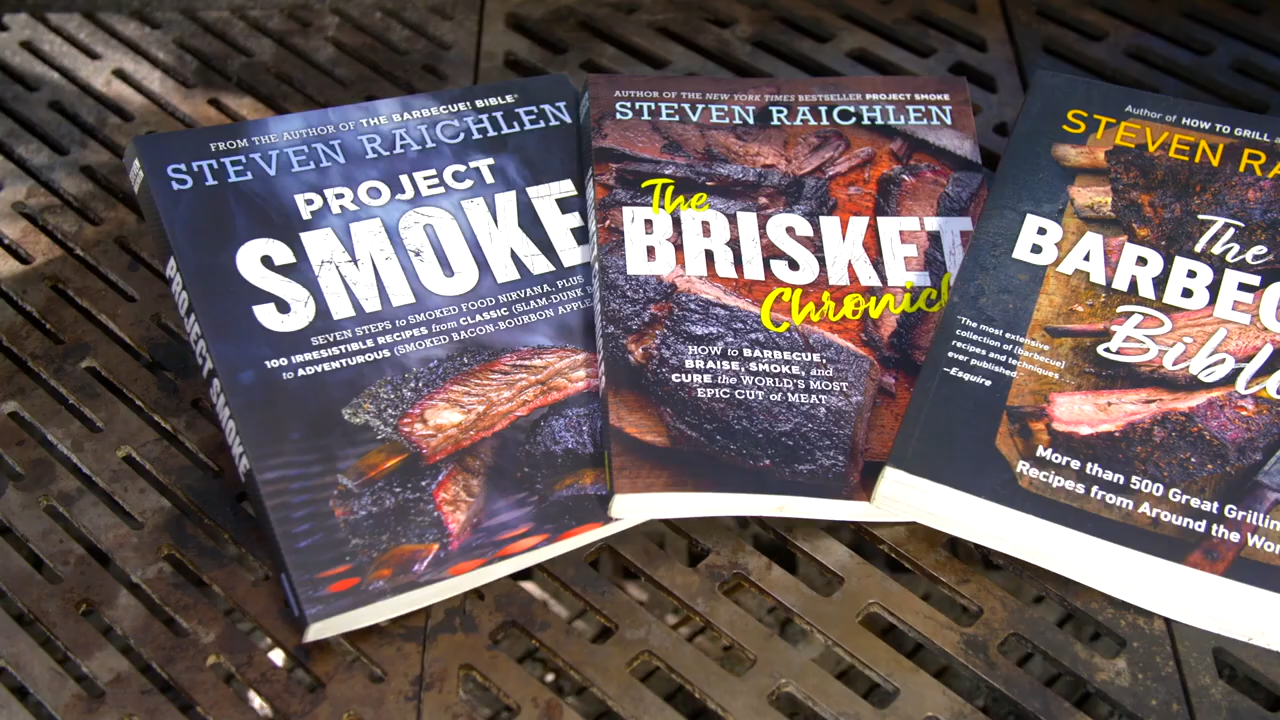 FROM THE AUTHOR OF THE BARBECUE! BIBLE®
STEVEN RAICHLEN
PROJECT
SMOKE
SEVEN STEPS to SMOKED FOOD NIRVANA, PLUS
100 IRRESISTIBLE RECIPES from CLASSIC (SLAM-DUNK
to ADVENTUROUS (SMOKED BACON-BOURBON APPLE
PROJECT SMOKE
AUTHOR OF THE NEW YORK TIMES BESTSELLER PROJECT SMOKE
STEVEN RAICHLEN
The
BRISKET
Chronicl
HOW to BARBECUE,
BRAISE, SMOKE, and
CURE the WORLD'S MOST
EPIC CUT of MEAT
Author of HOW TO GRILL
STEVEN RA
The
BARBEC
Bible
"The most extensive
collection of [barbecue]
recipes and techniques
ever published."
—Esquire
More than 500 Great Grillin
Recipes from Around the Wor